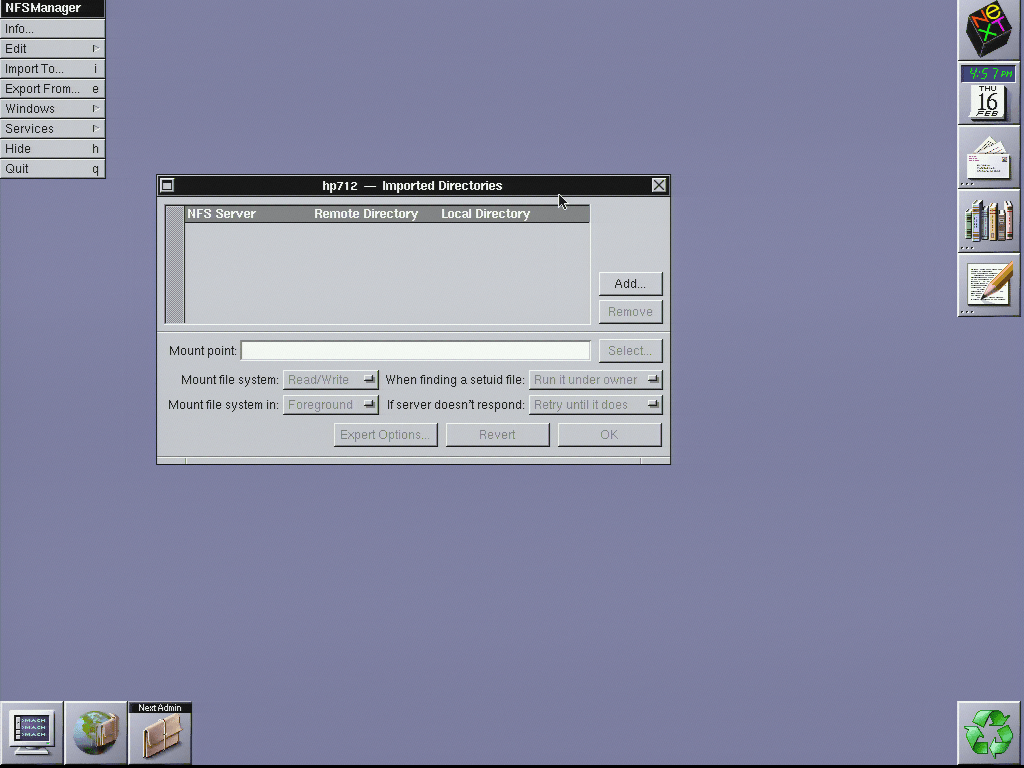 NFSManager
Info...
Edit
Import To... i
Export From... e
Windows
Services
Hide h
Quit q
NeXT
4:57 PM
THU
16
FEB
hp712 — Imported Directories
NFS Server Remote Directory Local Directory
Add...
Remove
Mount point: Select...
Mount file system: Read/Write When finding a setuid file: Run it under owner
Mount file system in: Foreground If server doesn't respond: Retry until it does
Expert Options... Revert OK
MACH
MACH
MACH
Next Admin